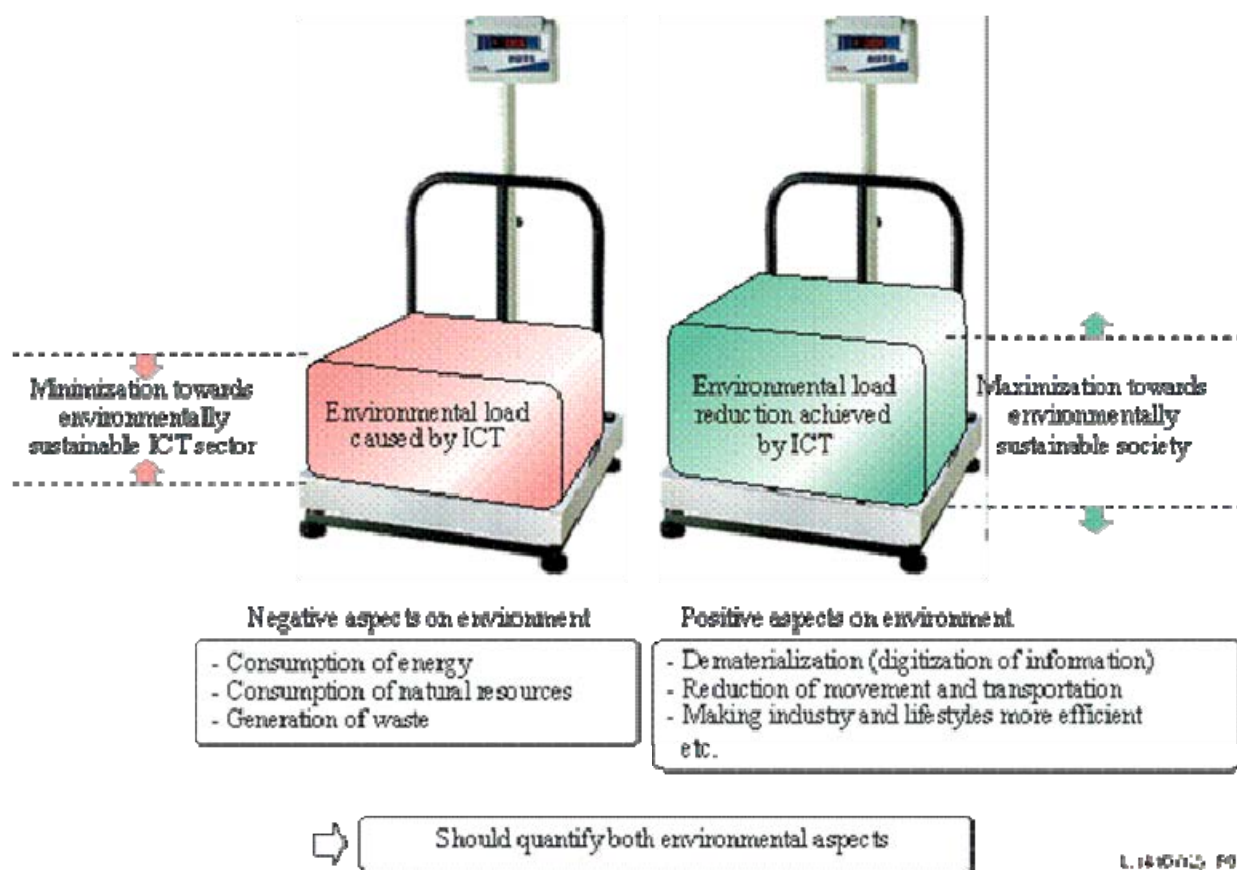 Minimization towards
environmentally
sustainable ICT sector
Environmental load
caused by ICT
Environmental load
reduction achieved
by ICT
Maximization towards
environmentally
sustainable society
Negative aspects on environment
- Consumption of energy
- Consumption of natural resources
- Generation of waste
Positive aspects on environment
- Dematerialization (digitization of information)
- Reduction of movement and transportation
- Making industry and lifestyles more efficient
etc.
Should quantify both environmental aspects